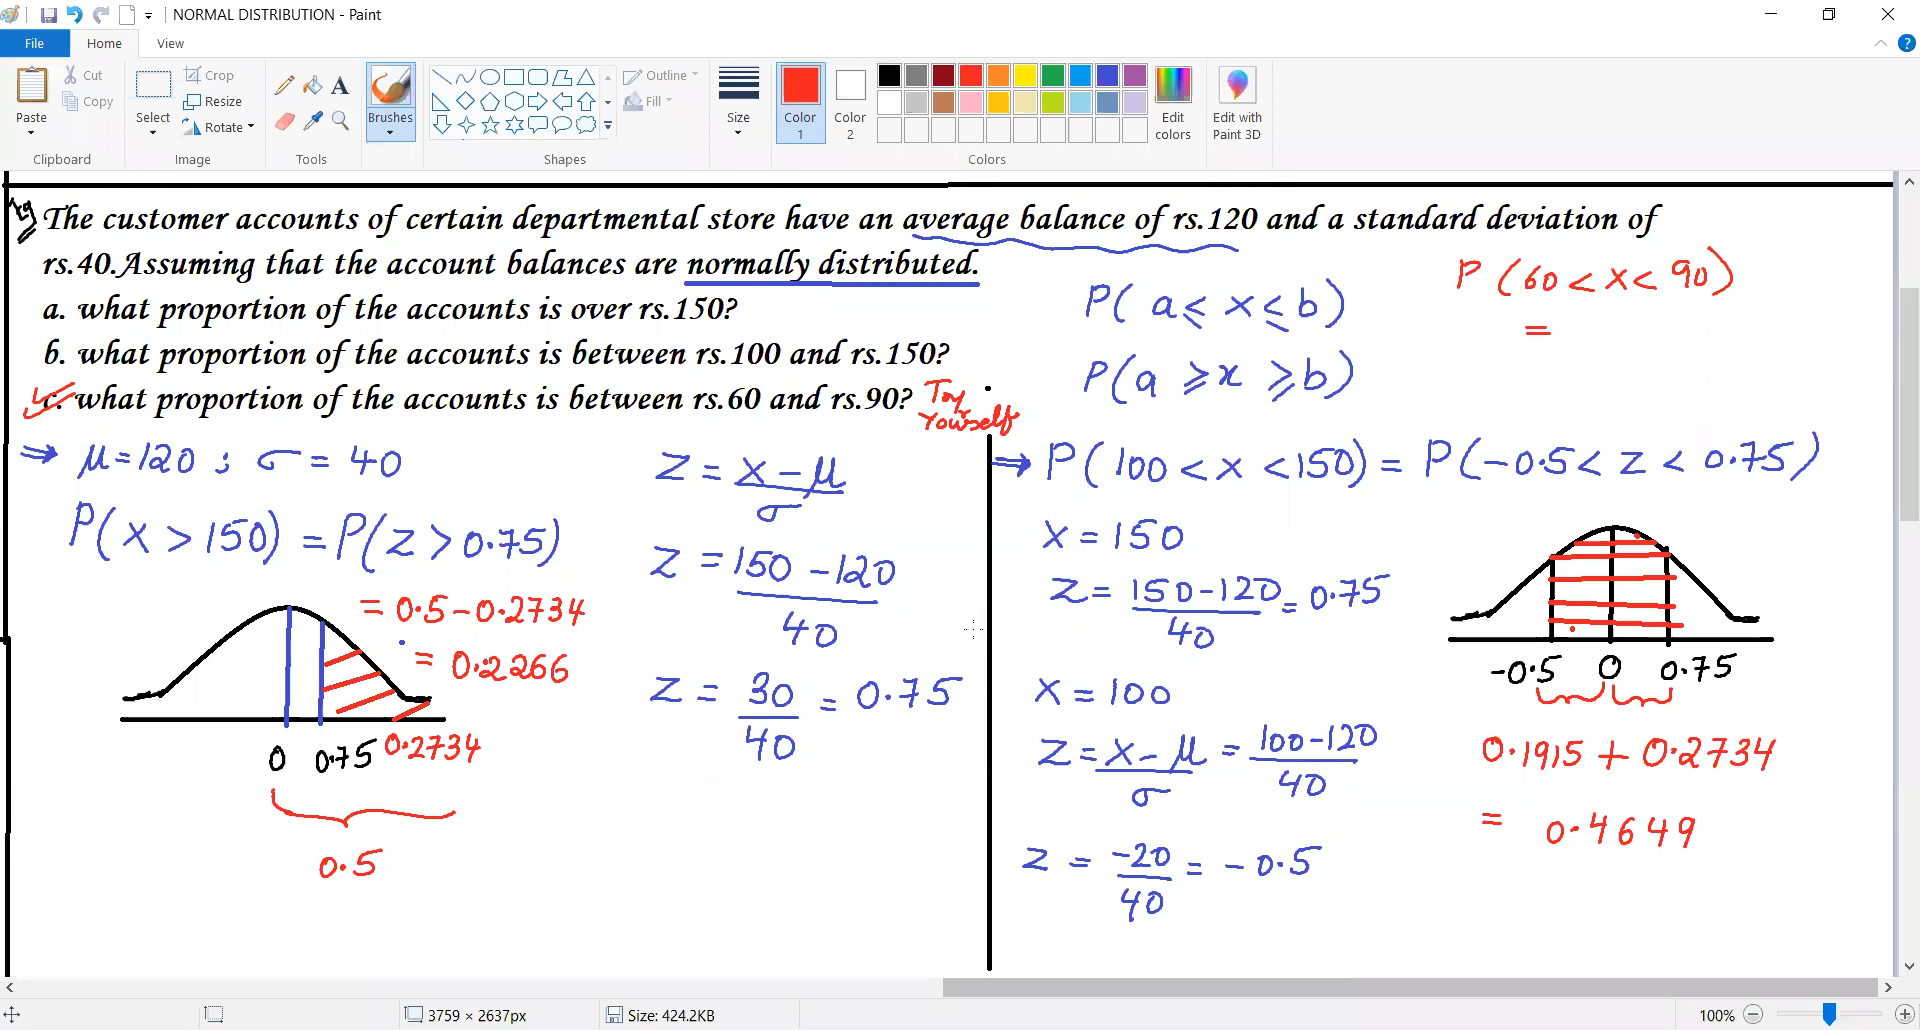 NORMAL DISTRIBUTION - Paint
File Home View
Paste
Cut
Copy
Clipboard
Select
Crop
Resize
Rotate
Image
A
Tools
Brushes
Outline
Fill
Shapes
Size
Color 1
Color 2
Edit colors
Edit with Paint 3D
Colors
The customer accounts of certain departmental store have an average balance of rs.120 and a standard deviation of
rs.40.Assuming that the account balances are normally distributed.
a. what proportion of the accounts is over rs.150?
b. what proportion of the accounts is between rs.100 and rs.150?
c. what proportion of the accounts is between rs.60 and rs.90? Try Yourself
P(a ≤ x ≤ b)
P(a ≥ x ≥ b)
P(60 < x < 90)
=
⇒ μ = 120 ; σ = 40
P(x > 150) = P(z > 0.75)
= 0.5 - 0.2734
= 0.2266
0 0.75 0.2734
0.5
z = x - μ / σ
z = 150 - 120 / 40
z = 30 / 40 = 0.75
⇒ P(100 < x < 150) = P(-0.5 < z < 0.75)
x = 150
z = 150 - 120 / 40 = 0.75
x = 100
z = x - μ / σ = 100 - 120 / 40
z = -20 / 40 = -0.5
-0.5 0 0.75
0.1915 + 0.2734
= 0.4649
3759 × 2637px
Size: 424.2KB
100%